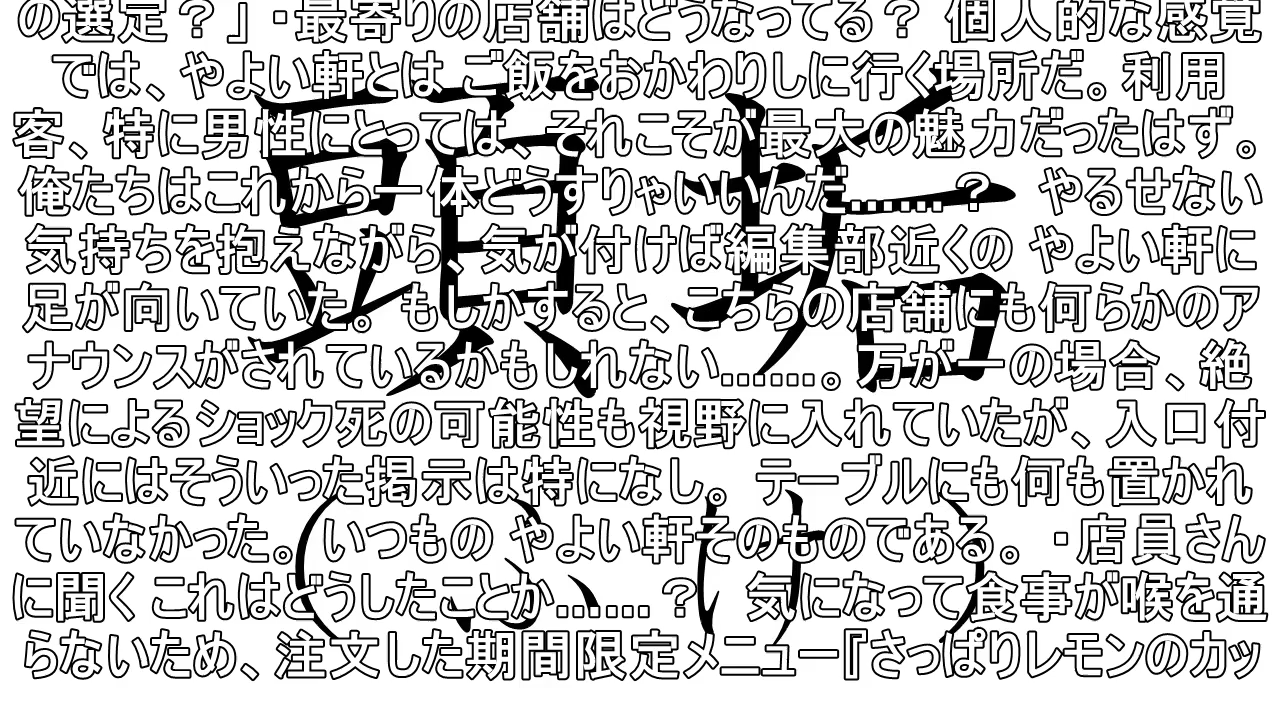 の選定？」・最寄りの店舗はどうなってる？ 個人的な感覚
では、やよい軒とは ご飯をおかわりしに行く場所だ。利用
客、特に男性にとっては、それこそが最大の魅力だったはず。
俺たちはこれから一体どうすりゃいいんだ……？ やるせない
気持ちを抱えながら、気が付けば編集部近くの やよい軒に
足が向いていた。もしかすると、こちらの店舗にも何らかのア
ナウンスがされているかもしれない……。万が一の場合、絶
望によるショック死の可能性も視野に入れていたが、入口付
近にはそういった掲示は特になし。テーブルにも何も置かれ
ていなかった。いつもの やよい軒そのものである。・店員さん
に聞く これはどうしたことか……？ 気になって食事が喉を通
らないため、注文した期間限定メニュー『さっぱりレモンのカッ
頭垢
（ふけ）